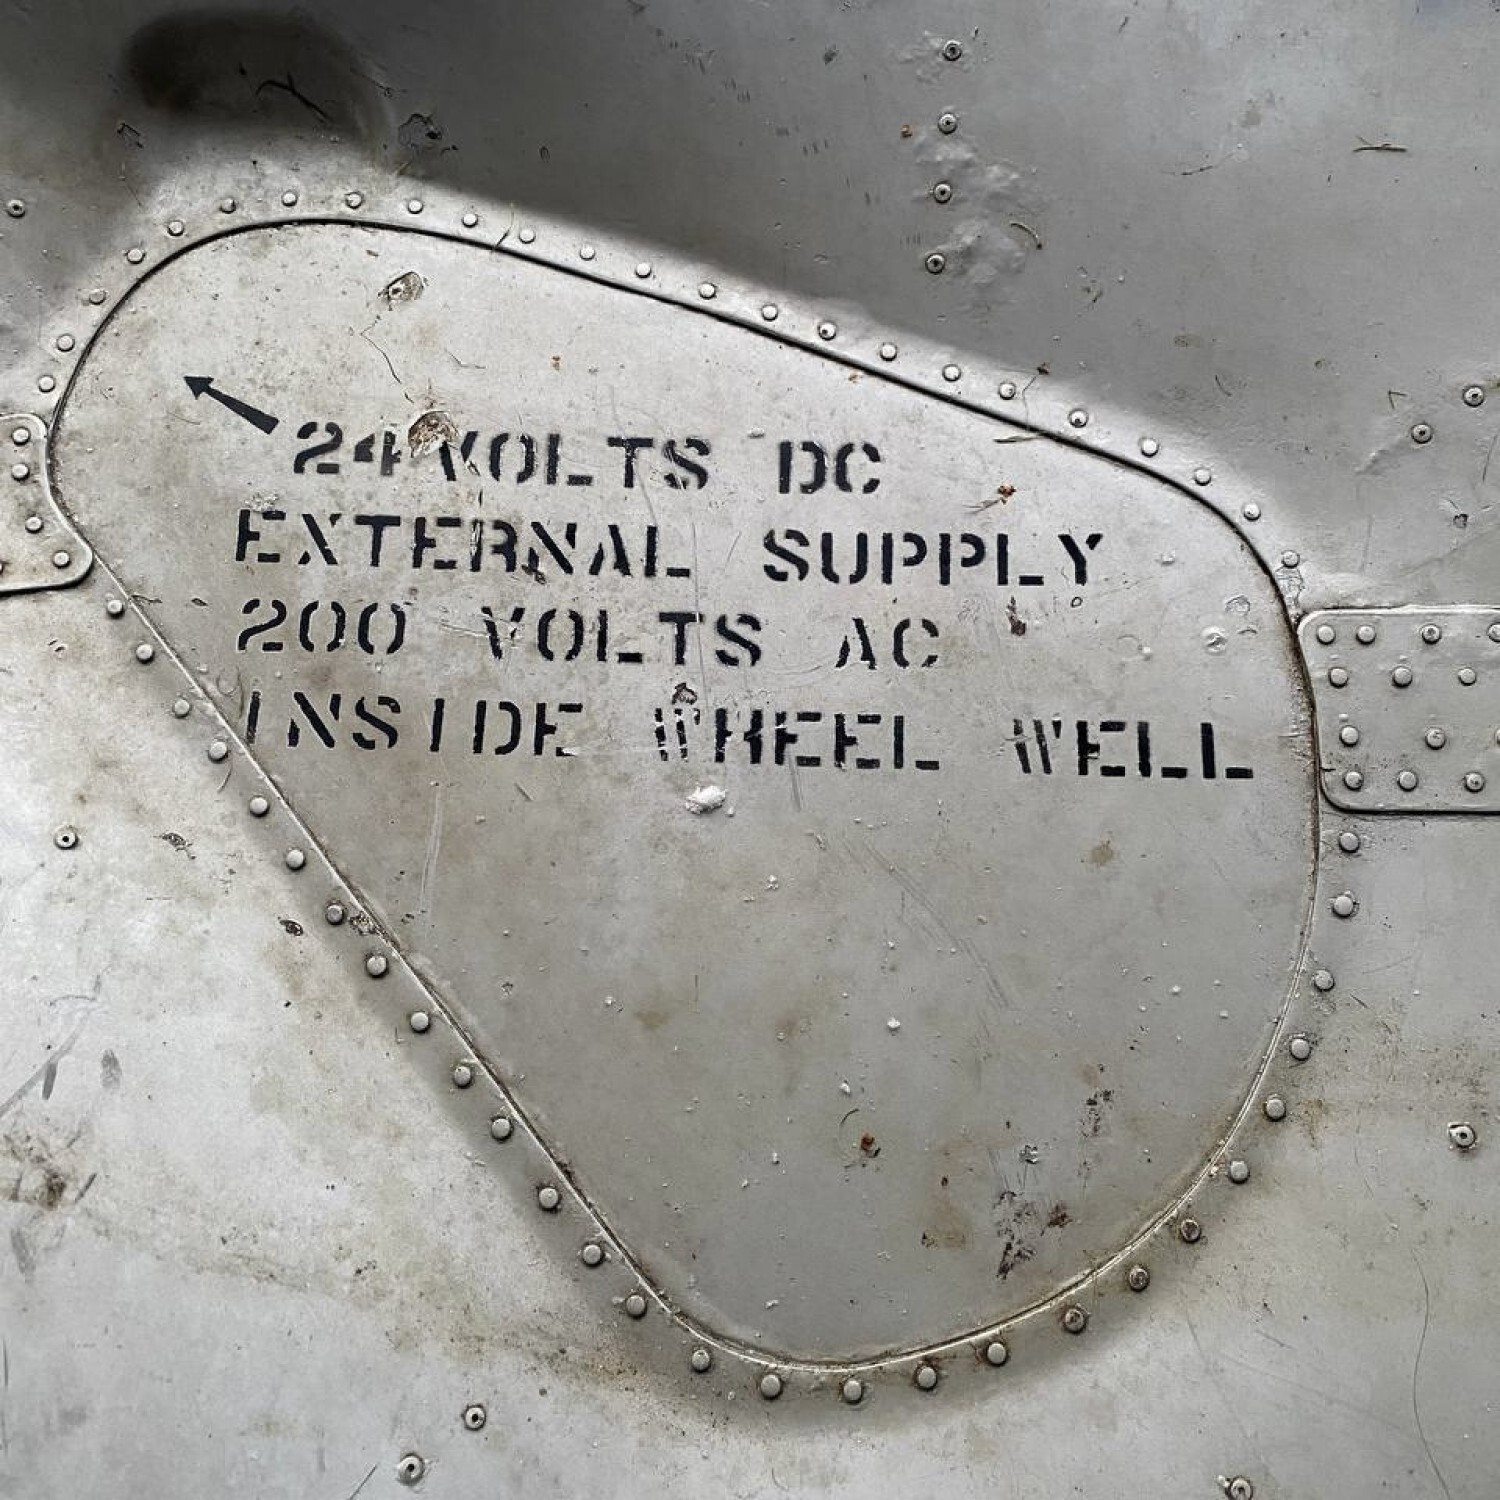 24 VOLTS DC
EXTERNAL SUPPLY
200 VOLTS AC
INSIDE WHEEL WELL